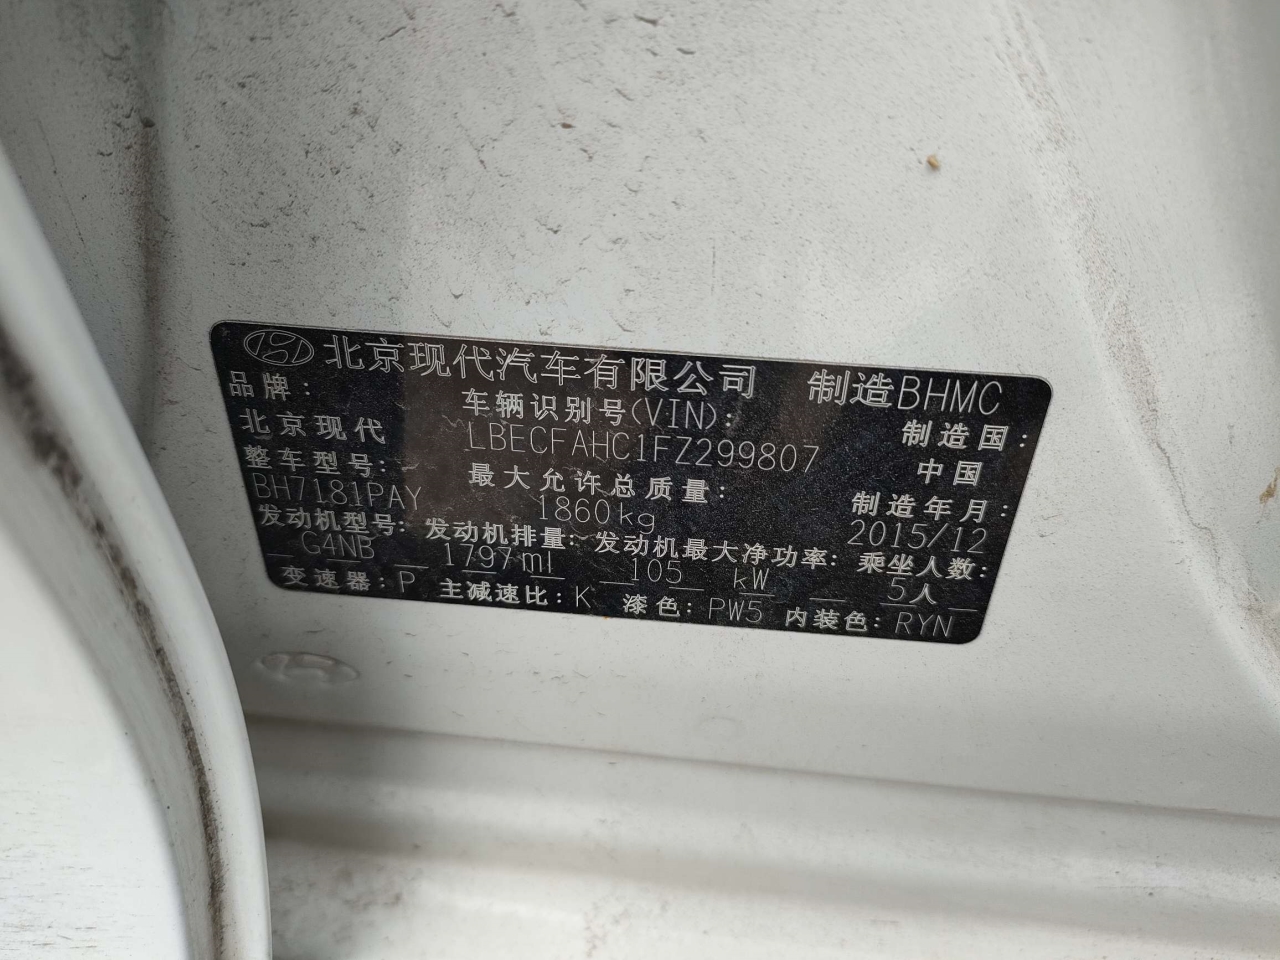 北京现代汽车有限公司 制造BHMC
品牌: 车辆识别号(VIN): 制造国:
北京现代 LBECFAHC1FZ299807 中国
整车型号: 最大允许总质量: 制造年月:
BH7181PAY 1860kg 2015/12
发动机型号: 发动机排量: 发动机最大净功率: 乘坐人数:
G4NB 1797ml 105 kW 5人
变速器: P 主减速比: K 漆色: PW5 内装色: RYN